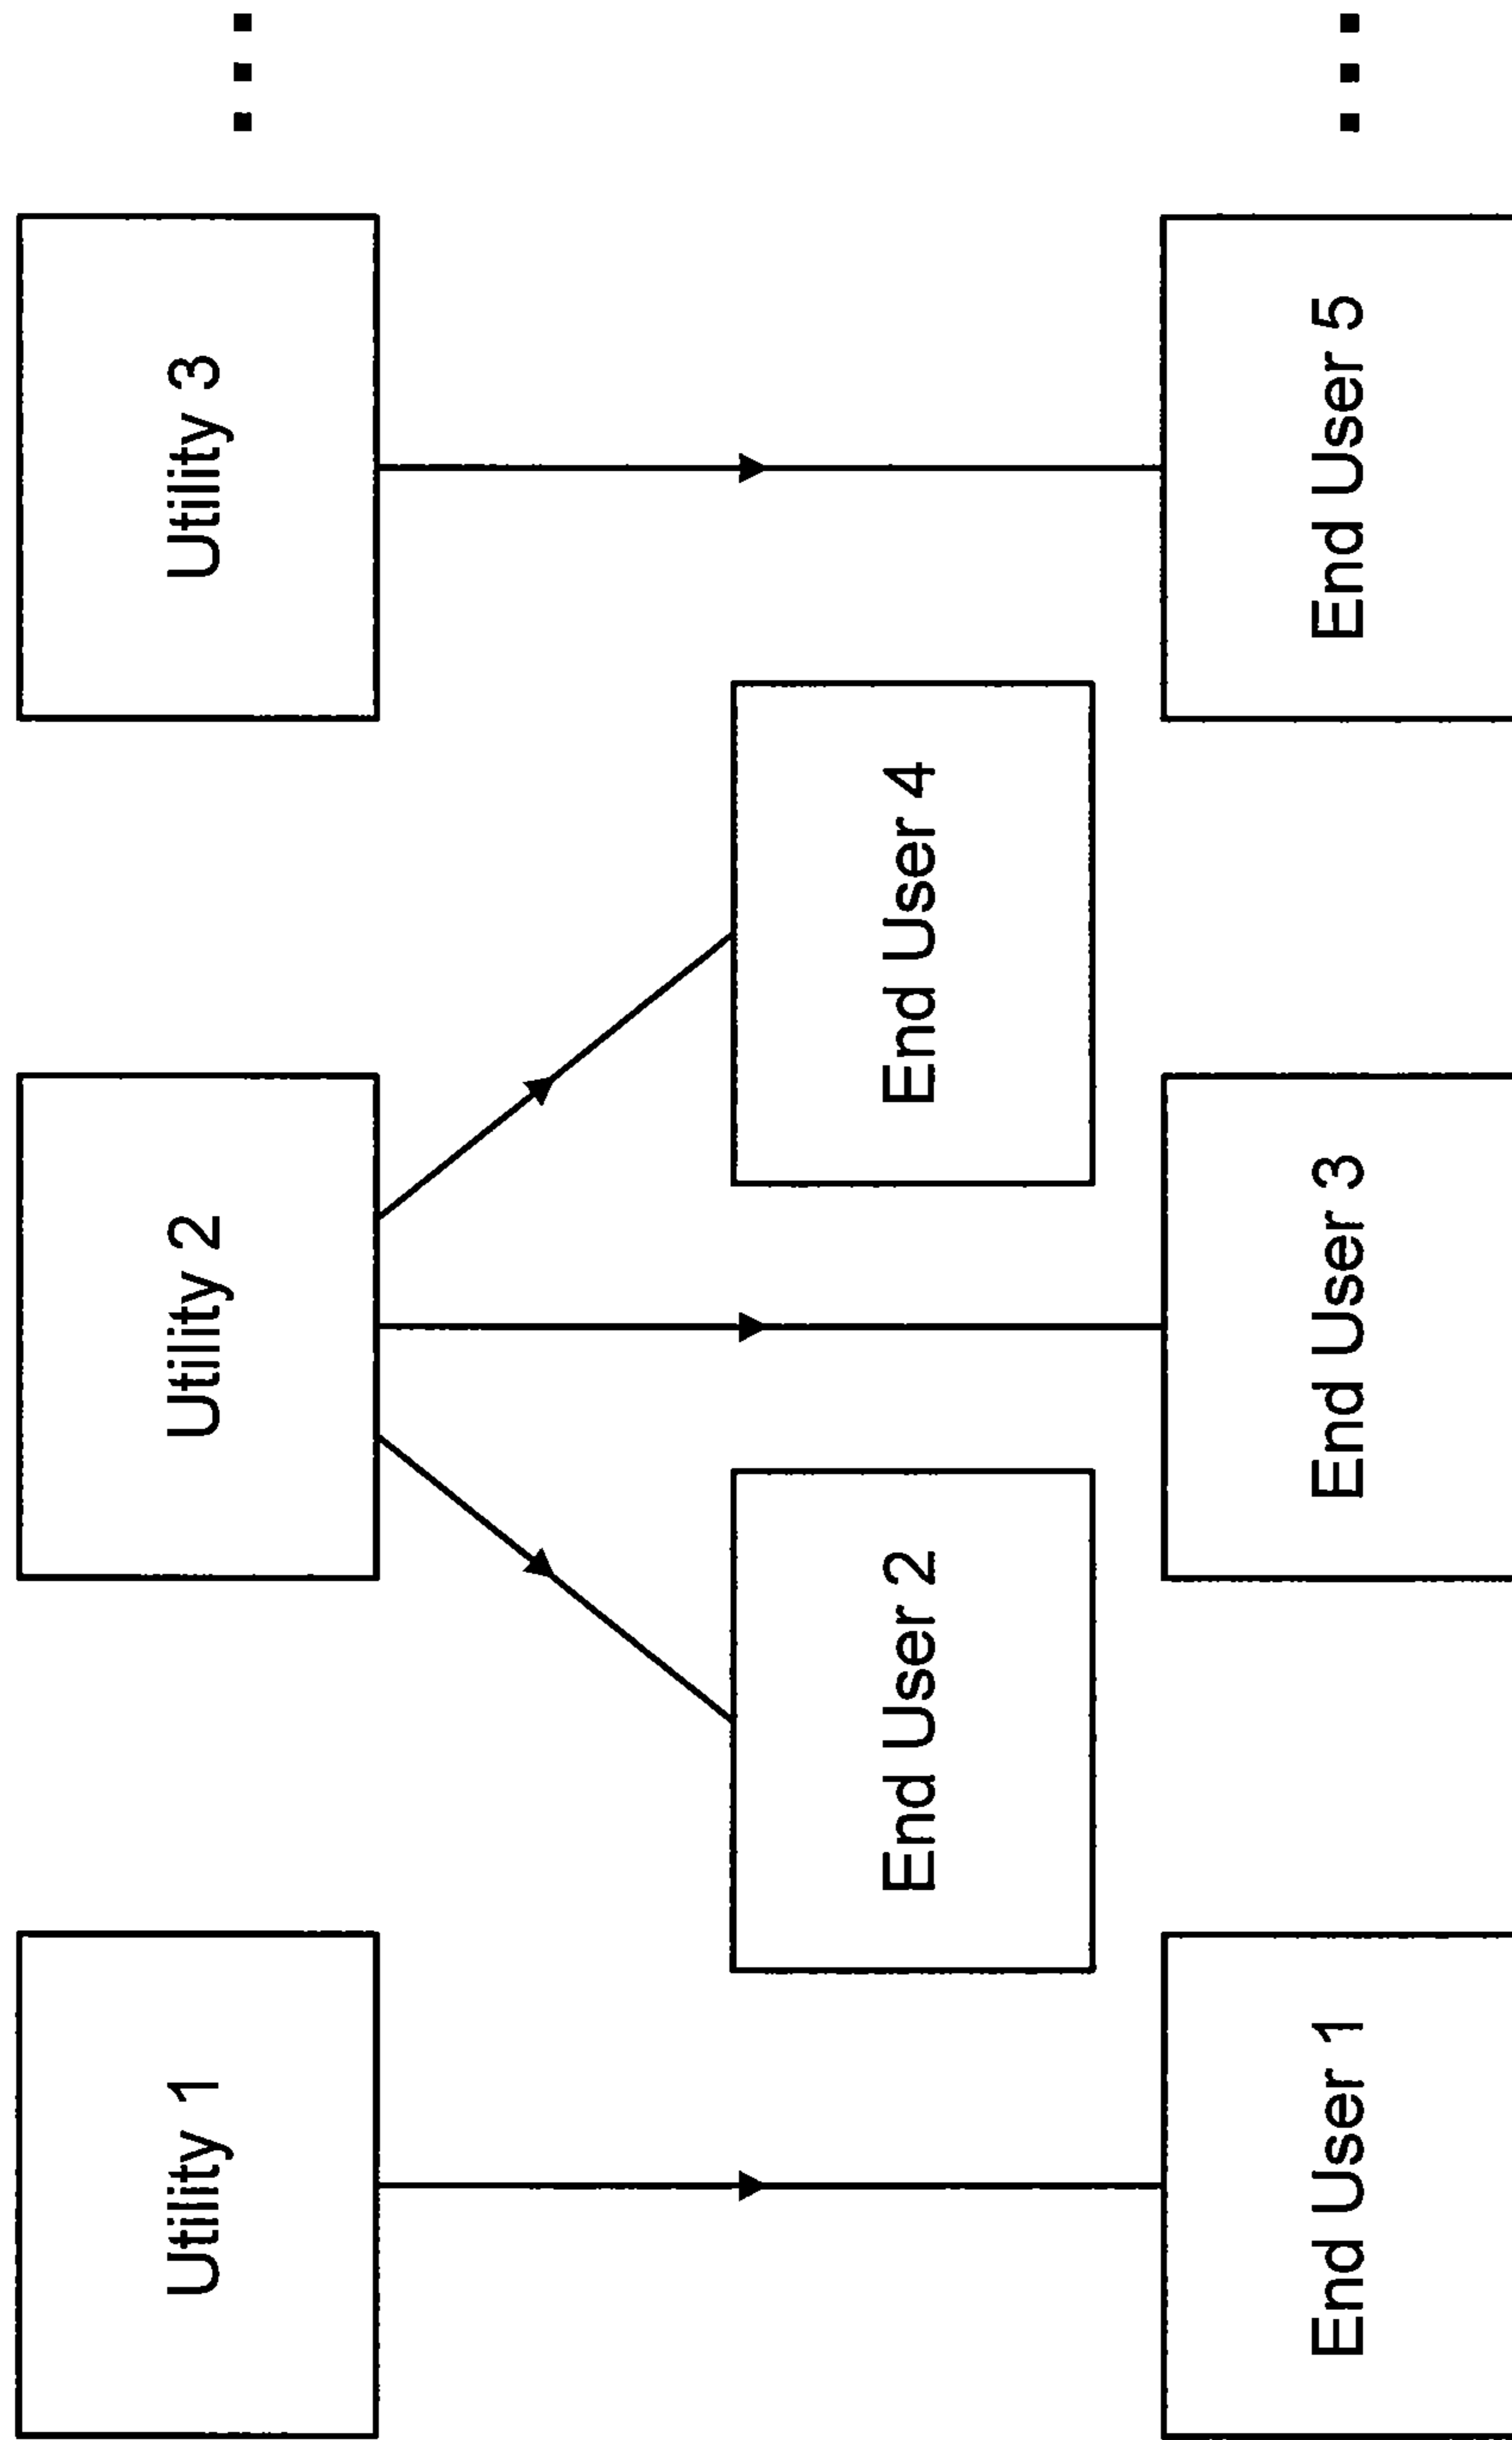 Utility 1
Utility 2
Utility 3
End User 2
End User 4
End User 1
End User 3
End User 5